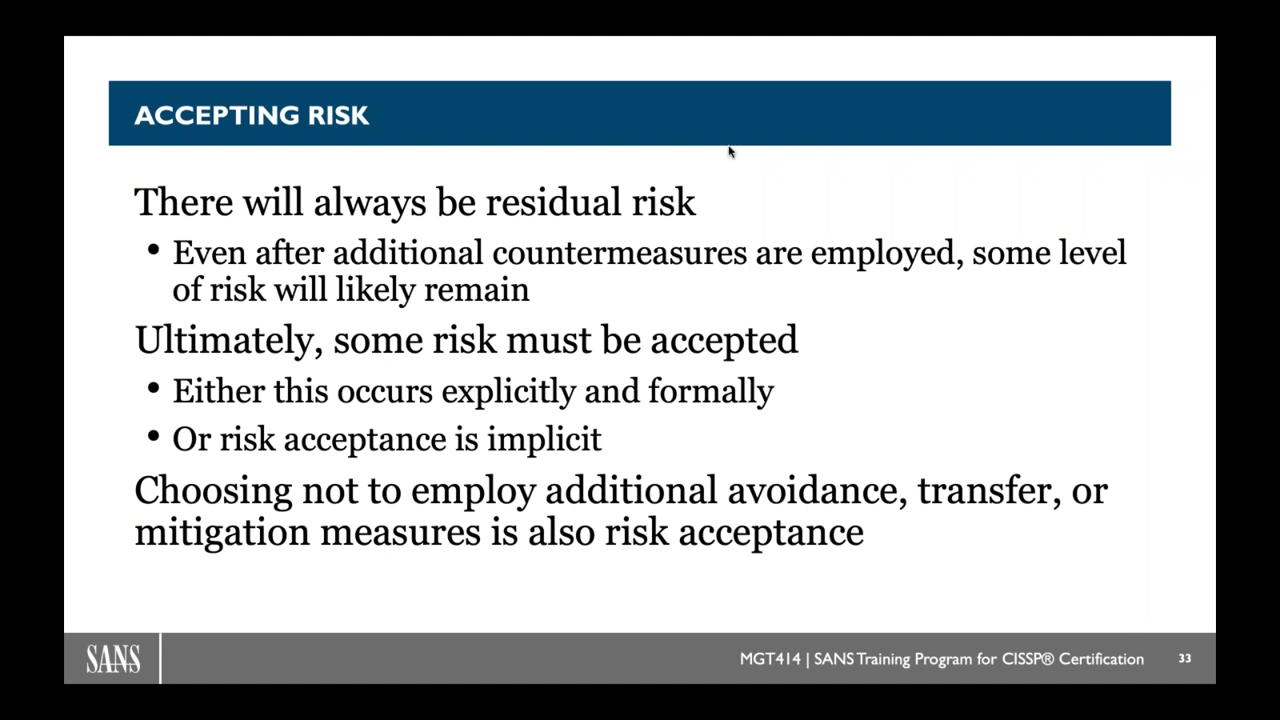 ACCEPTING RISK
There will always be residual risk
• Even after additional countermeasures are employed, some level
of risk will likely remain
Ultimately, some risk must be accepted
• Either this occurs explicitly and formally
• Or risk acceptance is implicit
Choosing not to employ additional avoidance, transfer, or
mitigation measures is also risk acceptance
SANS
MGT414 | SANS Training Program for CISSP® Certification
33